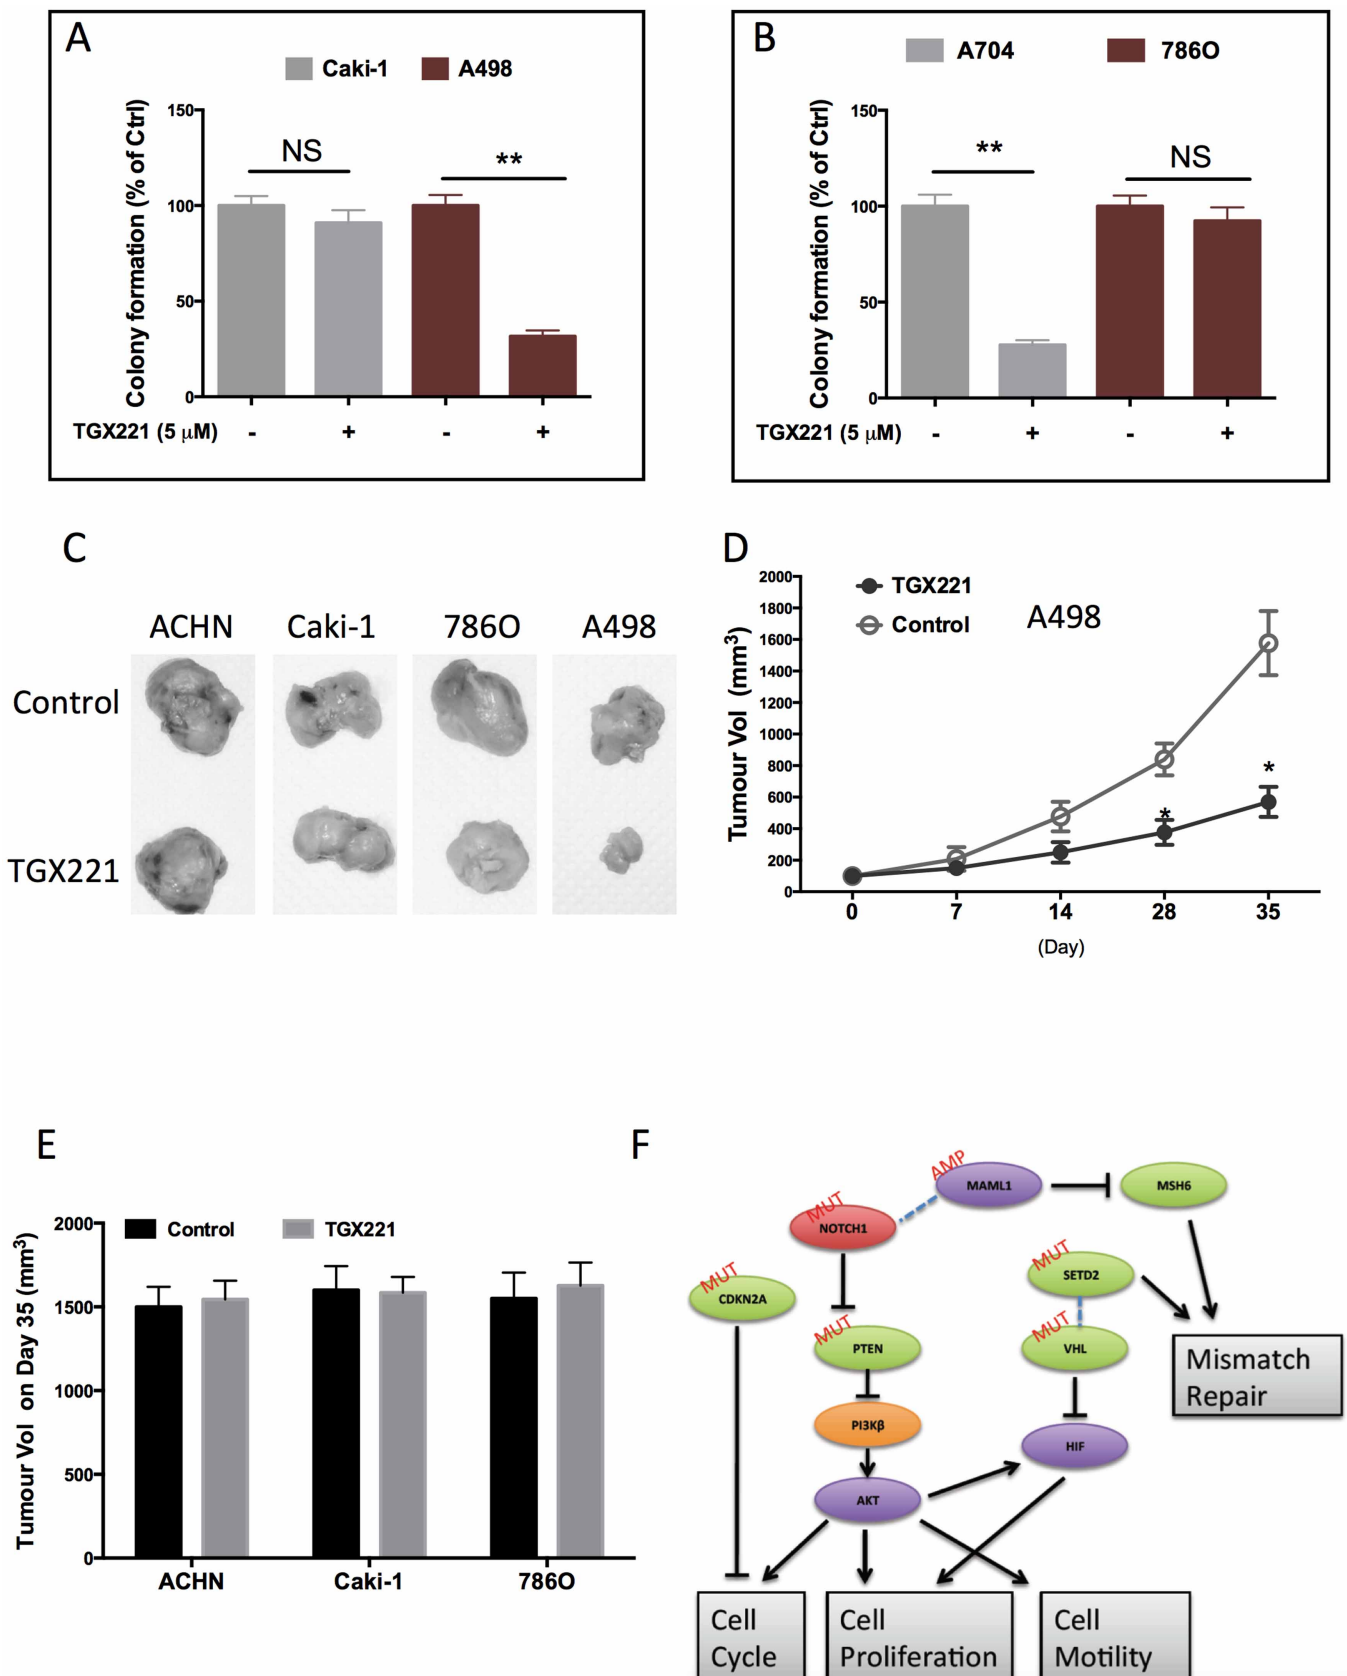 A
Caki-1 A498
Colony formation (% of Ctrl)
150
100
50
0
NS
**
TGX221 (5 μM) - + - +
B
A704 786O
Colony formation (% of Ctrl)
150
100
50
0
**
NS
TGX221 (5 μM) - + - +
C
ACHN Caki-1 786O A498
Control
TGX221
D
TGX221
Control
A498
Tumour Vol (mm³)
2000
1800
1600
1400
1200
1000
800
600
400
200
0
*
*
0 7 14 28 35
(Day)
E
Control TGX221
Tumour Vol on Day 35 (mm³)
2000
1500
1000
500
0
ACHN Caki-1 786O
F
AMP
MAML1
MSH6
MUT
NOTCH1
MUT
SETD2
MUT
CDKN2A
MUT
PTEN
MUT
VHL
Mismatch
Repair
PI3Kβ
HIF
AKT
Cell
Cycle
Cell
Proliferation
Cell
Motility